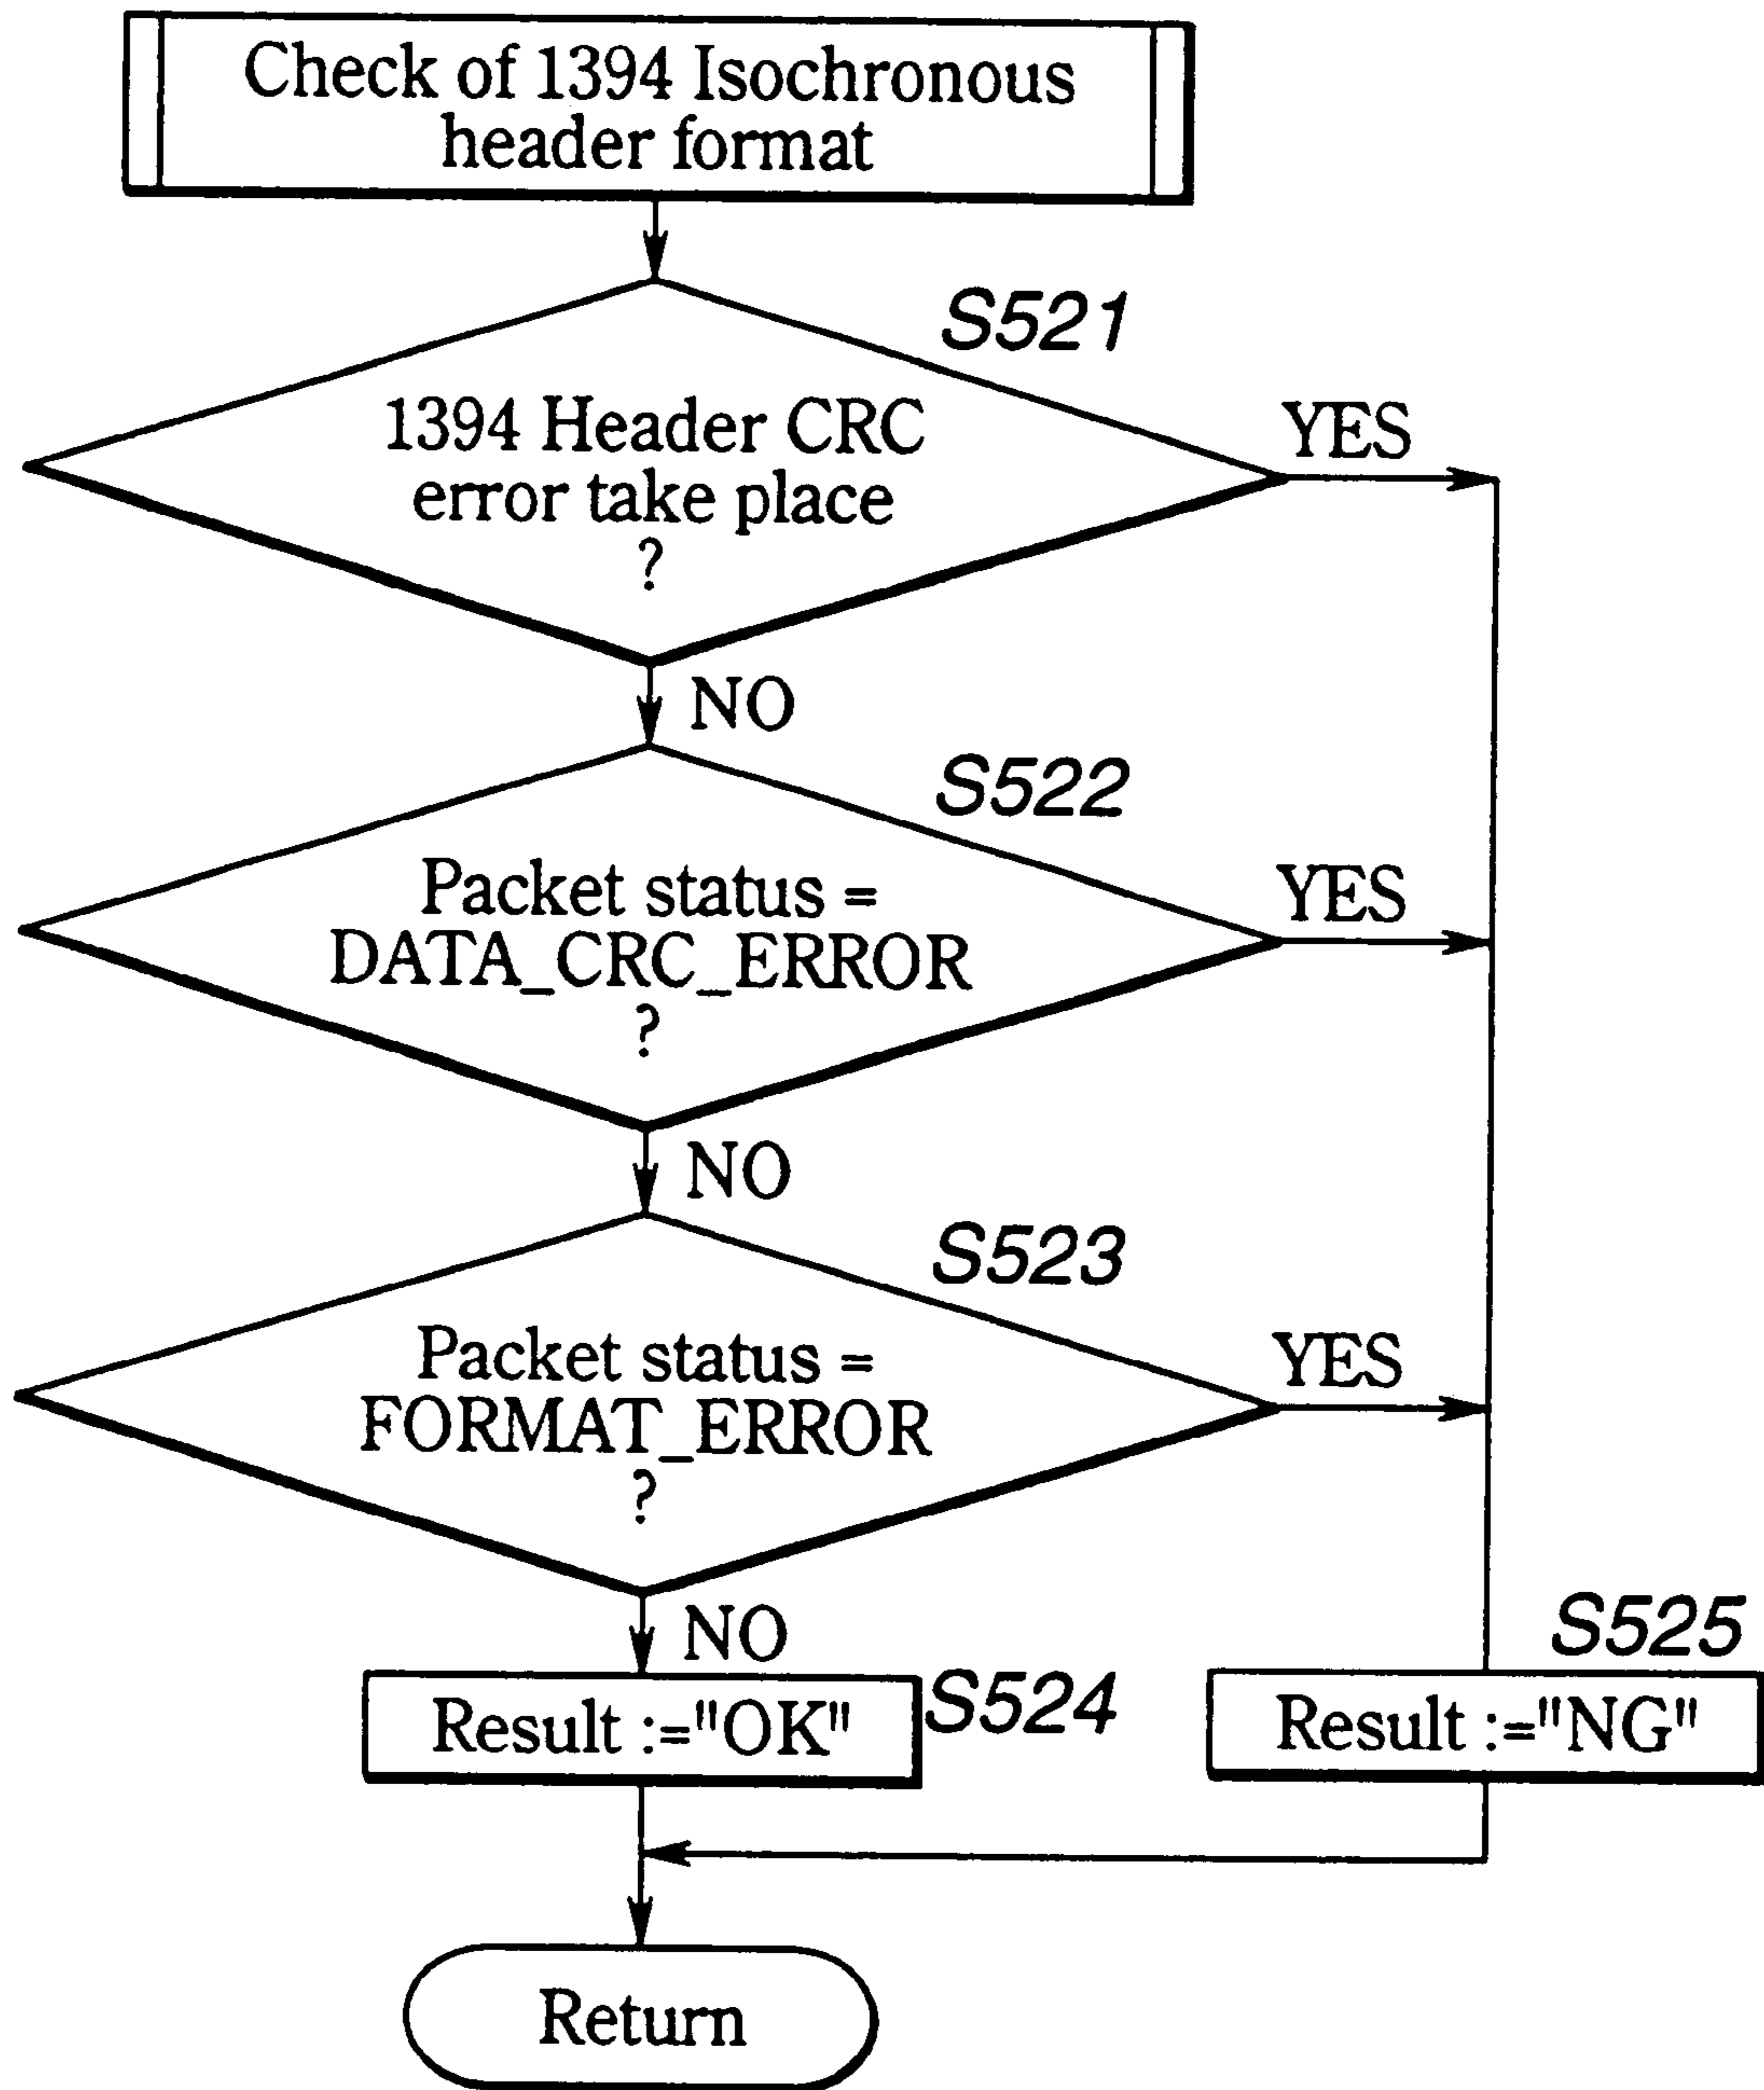 Check of 1394 Isochronous
header format
S521
1394 Header CRC
error take place
?
YES
NO
S522
Packet status =
DATA_CRC_ERROR
?
YES
NO
S523
Packet status =
FORMAT_ERROR
?
YES
NO
S524
Result :="OK"
S525
Result :="NG"
Return